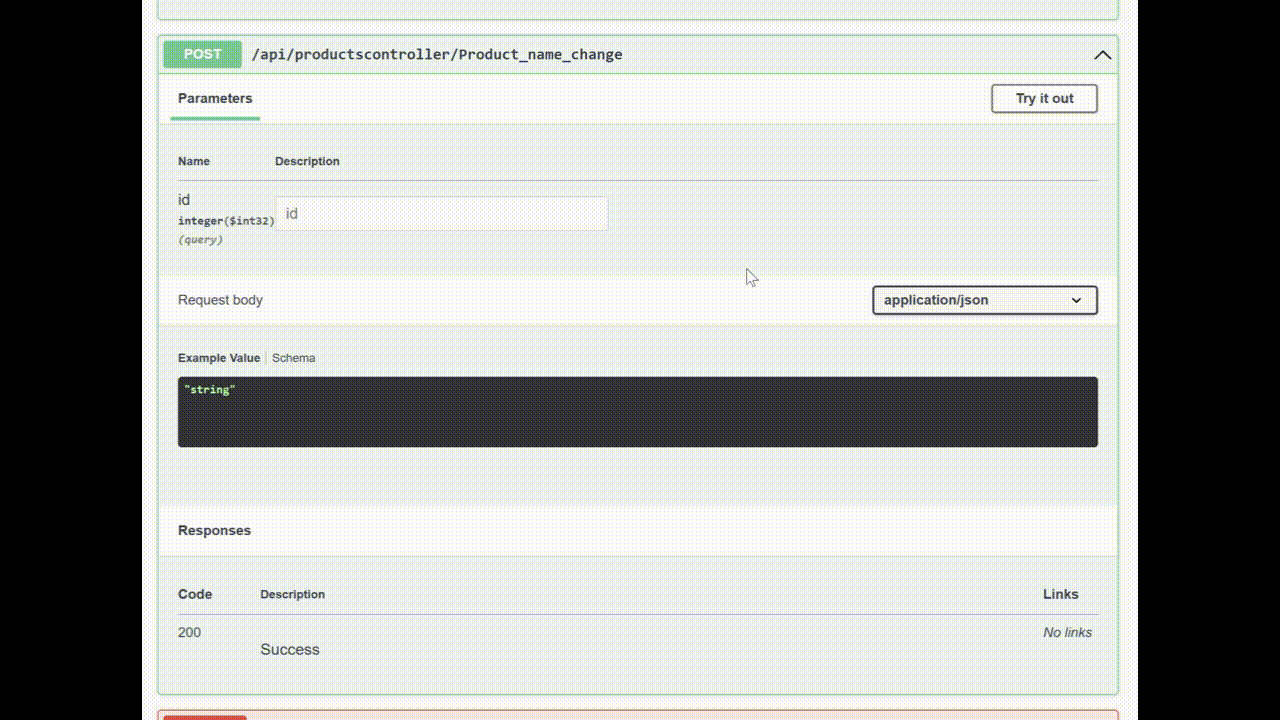 POST /api/productscontroller/Product_name_change
Parameters Try it out
Name Description
id
integer($int32)
(query)
id
Request body application/json
Example Value Schema
"string"
Responses
Code Description Links
200 No links
Success